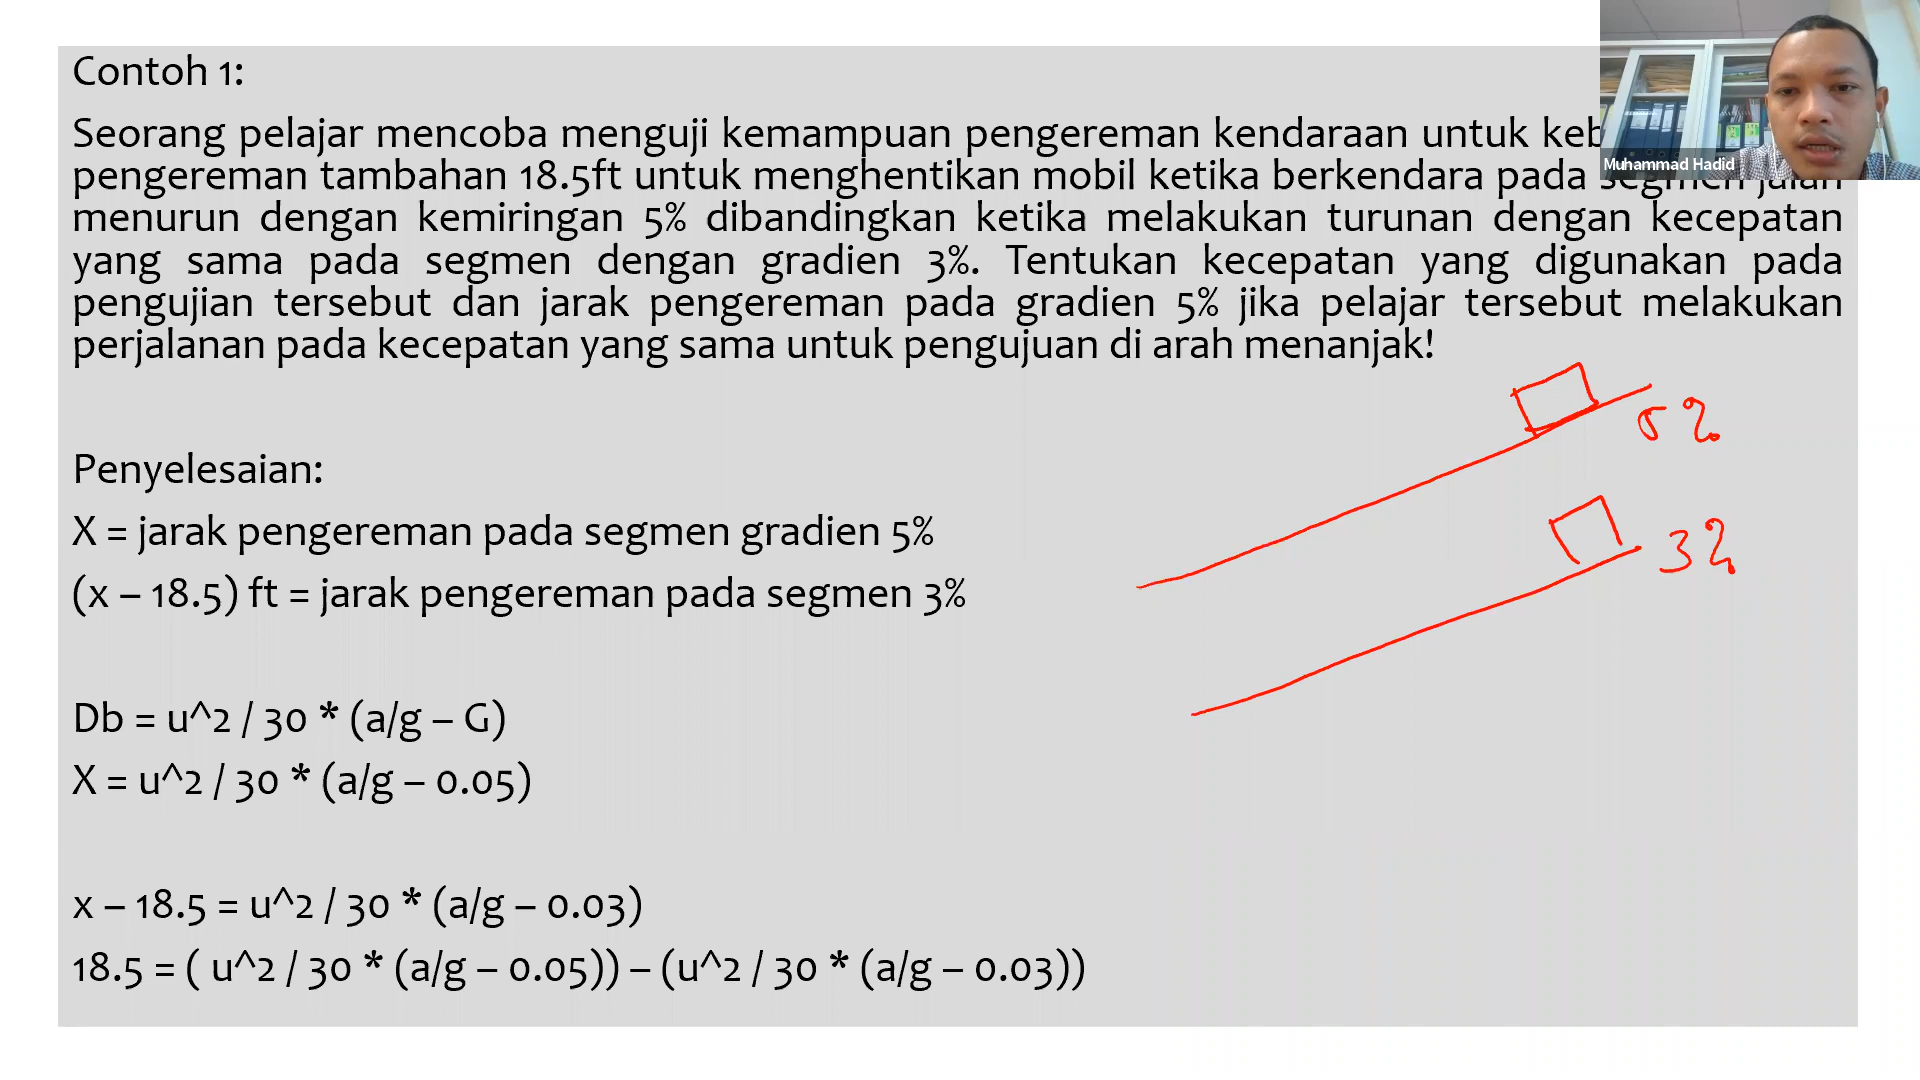 Contoh 1:
Seorang pelajar mencoba menguji kemampuan pengereman kendaraan untuk
pengereman tambahan 18.5ft untuk menghentikan mobil ketika berkendara pada segmen jalan
menurun dengan kemiringan 5% dibandingkan ketika melakukan turunan dengan kecepatan
yang sama pada segmen dengan gradien 3%. Tentukan kecepatan yang digunakan pada
pengujian tersebut dan jarak pengereman pada gradien 5% jika pelajar tersebut melakukan
perjalanan pada kecepatan yang sama untuk pengujuan di arah menanjak!
Muhammad Hadid
5%
3%
Penyelesaian:
X = jarak pengereman pada segmen gradien 5%
(x – 18.5) ft = jarak pengereman pada segmen 3%
Db = u^2 / 30 * (a/g – G)
X = u^2 / 30 * (a/g – 0.05)
x – 18.5 = u^2 / 30 * (a/g – 0.03)
18.5 = ( u^2 / 30 * (a/g – 0.05)) – (u^2 / 30 * (a/g – 0.03))